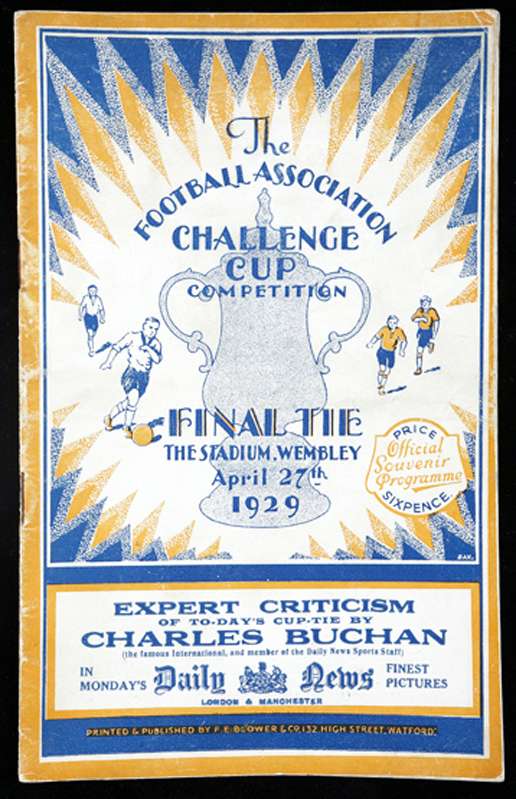 The
FOOTBALL ASSOCIATION
CHALLENGE
CUP
COMPETITION
FINAL TIE
THE STADIUM, WEMBLEY
April 27th
1929
PRICE
Official
Souvenir
Programme
SIXPENCE
EXPERT CRITICISM
OF TO-DAY'S CUP-TIE BY
CHARLES BUCHAN
(the famous International, and member of the Daily News Sports Staff)
IN MONDAY'S Daily News FINEST PICTURES
LONDON & MANCHESTER
PRINTED & PUBLISHED BY F. E. BLOWER & CO. 132 HIGH STREET, WATFORD.